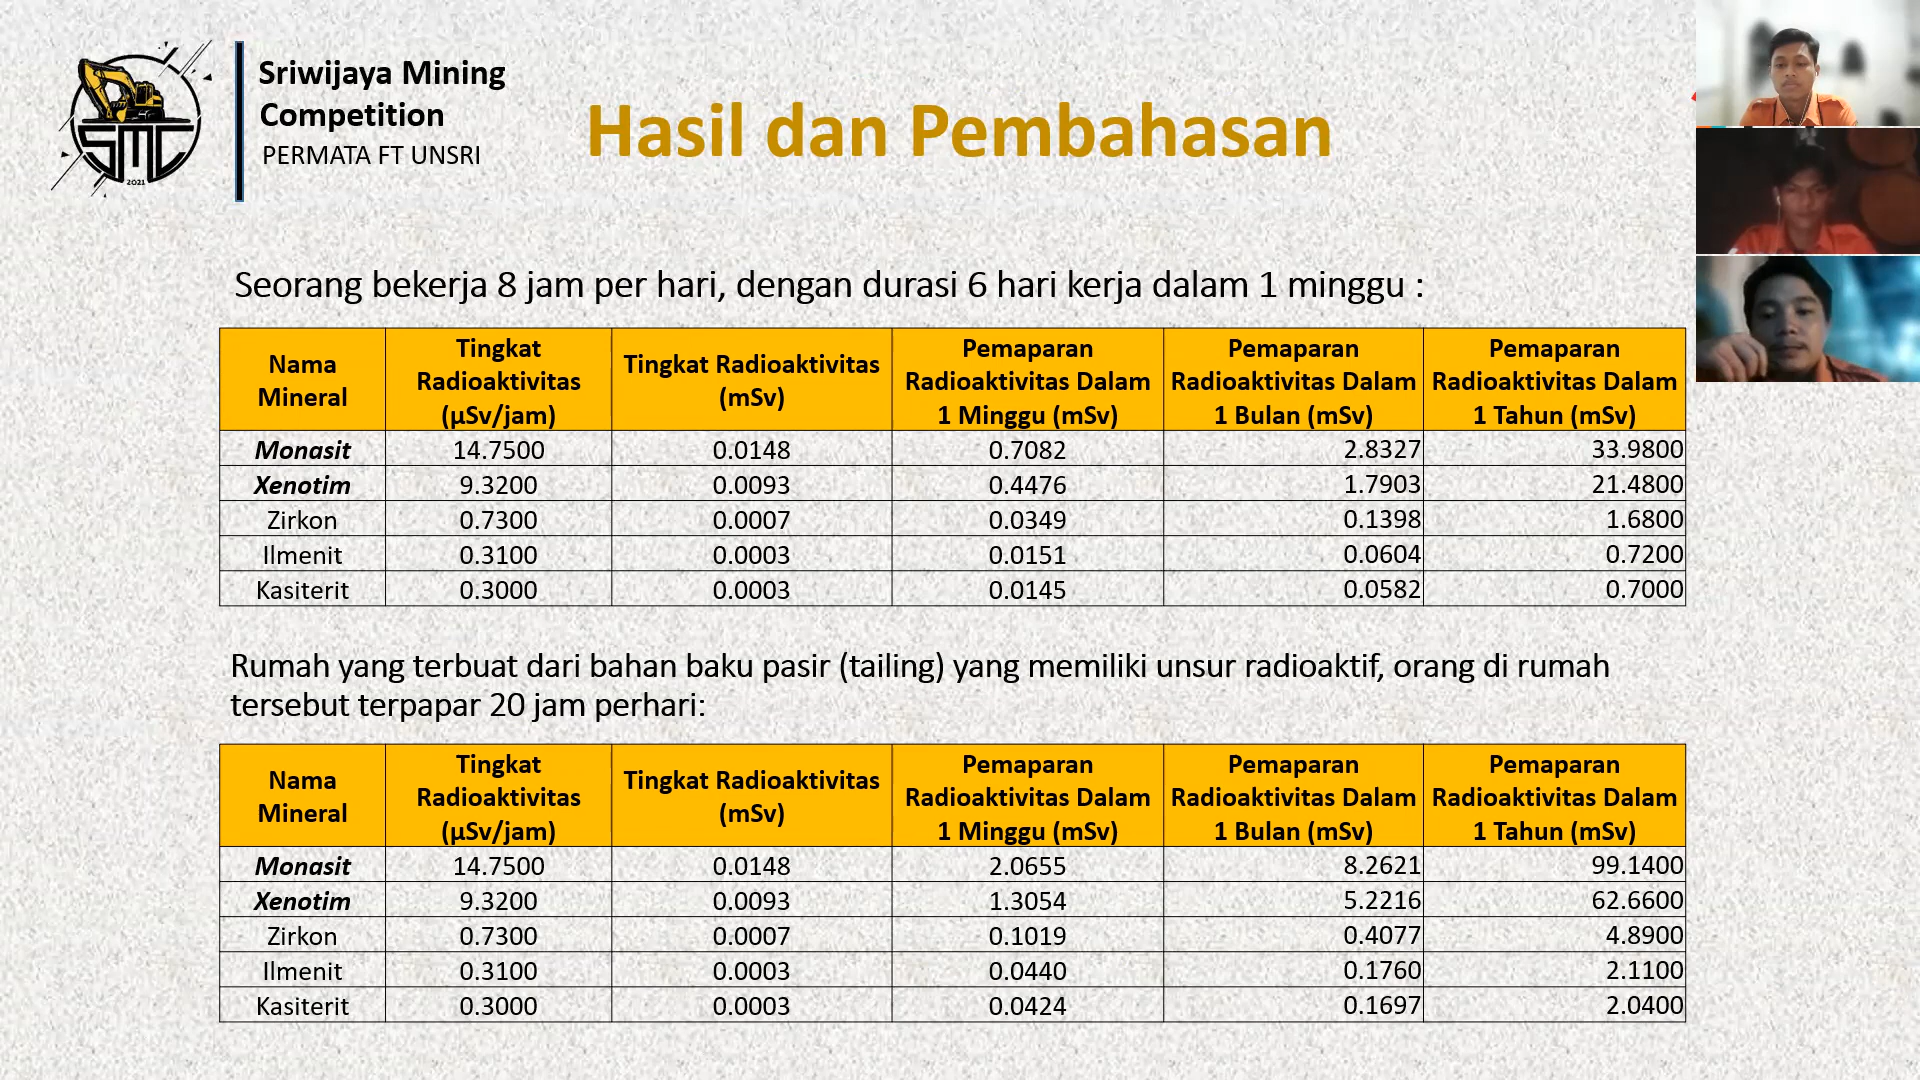 SMC
2021
Sriwijaya Mining
Competition
PERMATA FT UNSRI
Hasil dan Pembahasan
Seorang bekerja 8 jam per hari, dengan durasi 6 hari kerja dalam 1 minggu :
Nama Mineral | Tingkat Radioaktivitas (µSv/jam) | Tingkat Radioaktivitas (mSv) | Pemaparan Radioaktivitas Dalam 1 Minggu (mSv) | Pemaparan Radioaktivitas Dalam 1 Bulan (mSv) | Pemaparan Radioaktivitas Dalam 1 Tahun (mSv)
Monasit 14.7500 0.0148 0.7082 2.8327 33.9800
Xenotim 9.3200 0.0093 0.4476 1.7903 21.4800
Zirkon 0.7300 0.0007 0.0349 0.1398 1.6800
Ilmenit 0.3100 0.0003 0.0151 0.0604 0.7200
Kasiterit 0.3000 0.0003 0.0145 0.0582 0.7000
Rumah yang terbuat dari bahan baku pasir (tailing) yang memiliki unsur radioaktif, orang di rumah
tersebut terpapar 20 jam perhari:
Nama Mineral | Tingkat Radioaktivitas (µSv/jam) | Tingkat Radioaktivitas (mSv) | Pemaparan Radioaktivitas Dalam 1 Minggu (mSv) | Pemaparan Radioaktivitas Dalam 1 Bulan (mSv) | Pemaparan Radioaktivitas Dalam 1 Tahun (mSv)
Monasit 14.7500 0.0148 2.0655 8.2621 99.1400
Xenotim 9.3200 0.0093 1.3054 5.2216 62.6600
Zirkon 0.7300 0.0007 0.1019 0.4077 4.8900
Ilmenit 0.3100 0.0003 0.0440 0.1760 2.1100
Kasiterit 0.3000 0.0003 0.0424 0.1697 2.0400